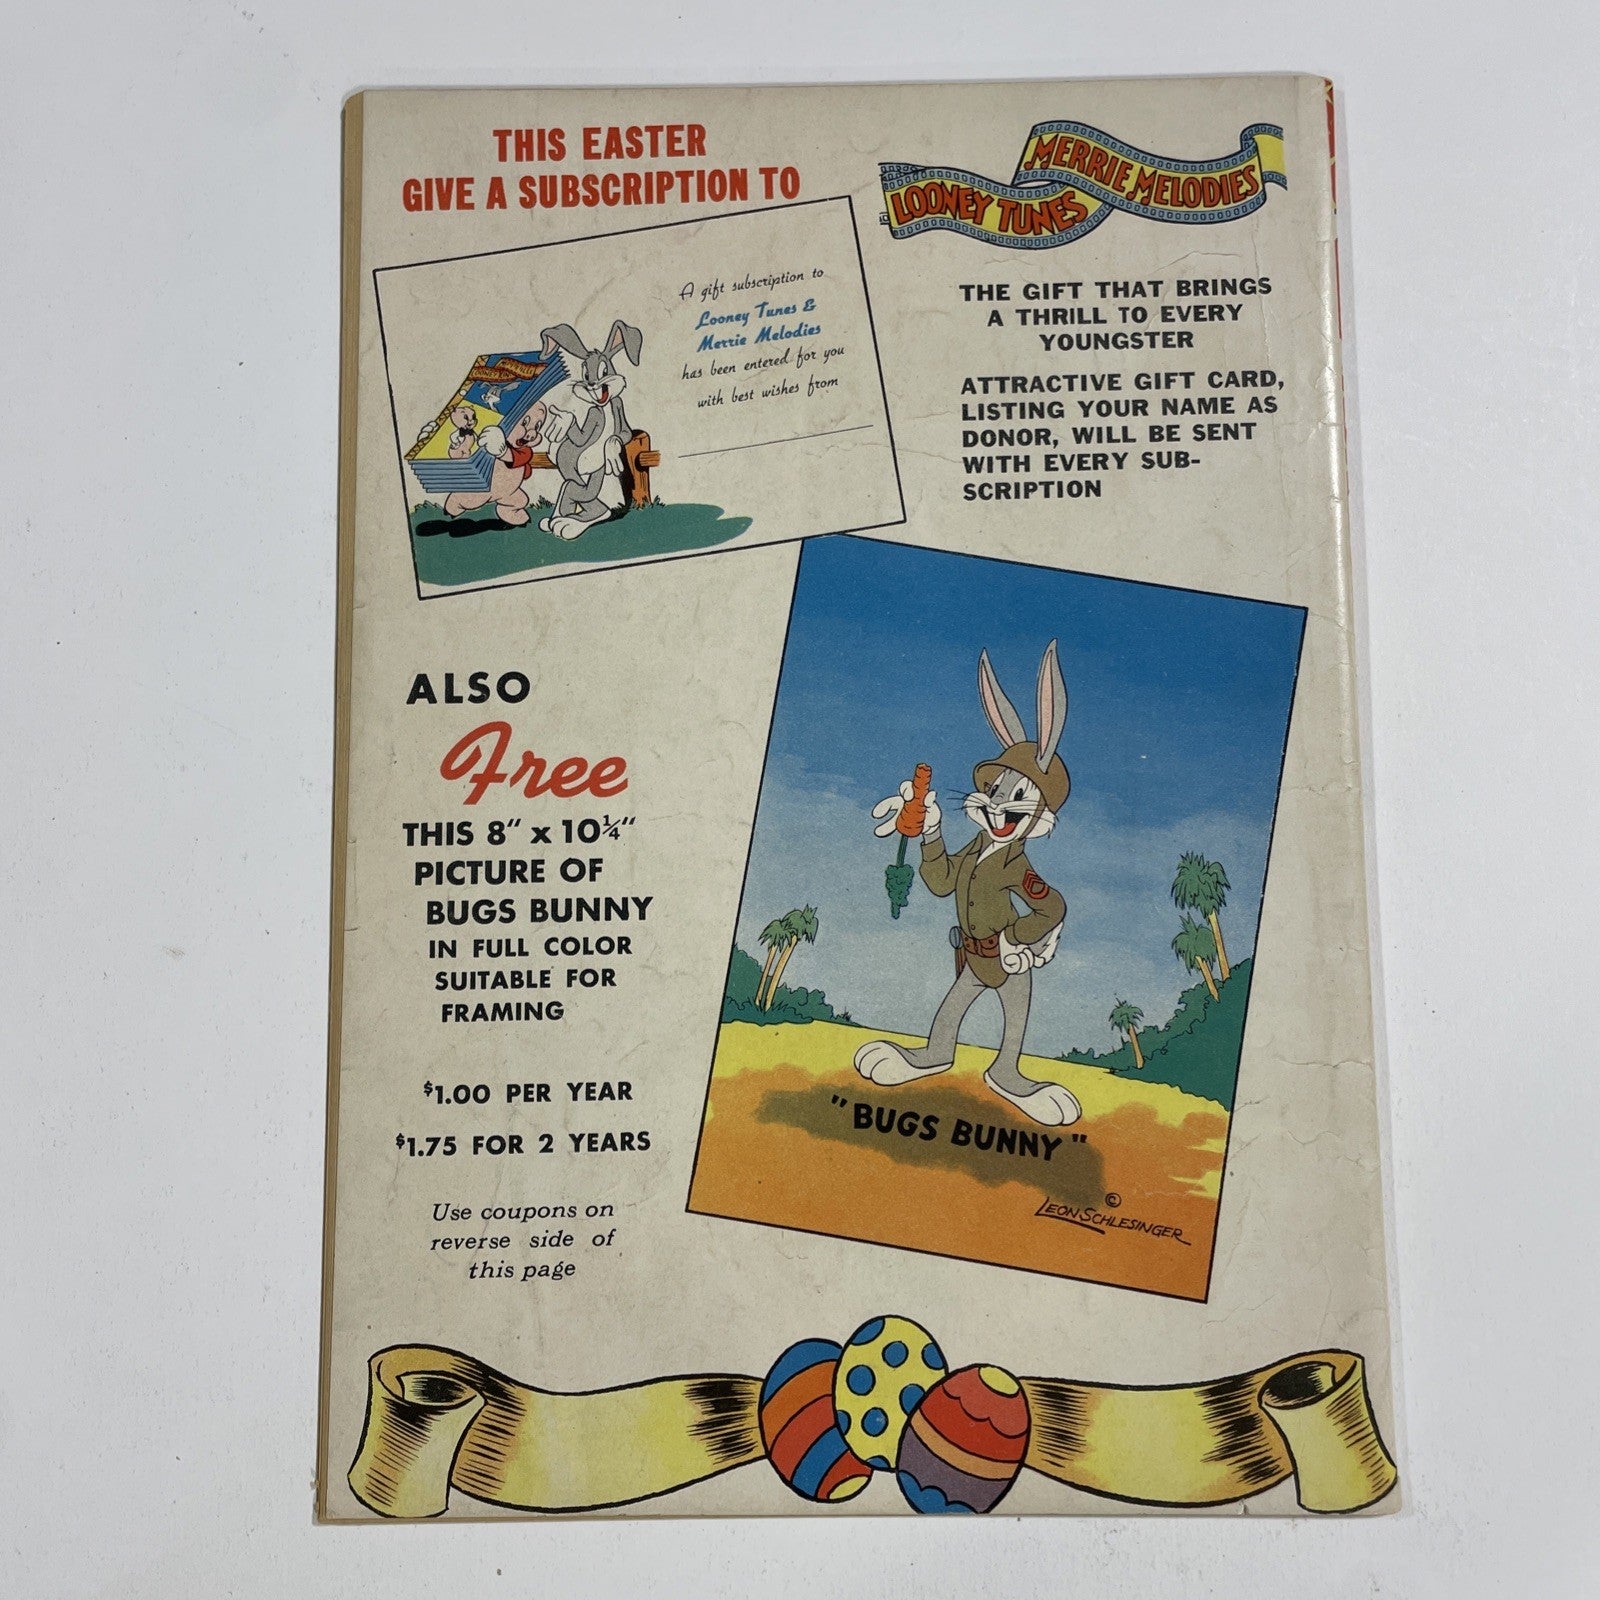 THIS EASTER
GIVE A SUBSCRIPTION TO
LOONEY TUNES
MERRIE MELODIES
A gift subscription to
Looney Tunes &
Merrie Melodies
has been entered for you
with best wishes from
THE GIFT THAT BRINGS
A THRILL TO EVERY
YOUNGSTER
ATTRACTIVE GIFT CARD,
LISTING YOUR NAME AS
DONOR, WILL BE SENT
WITH EVERY SUB-
SCRIPTION
ALSO
Free
THIS 8" x 10¼"
PICTURE OF
BUGS BUNNY
IN FULL COLOR
SUITABLE FOR
FRAMING
$1.00 PER YEAR
$1.75 FOR 2 YEARS
Use coupons on
reverse side of
this page
"BUGS BUNNY"
©
LEON SCHLESINGER